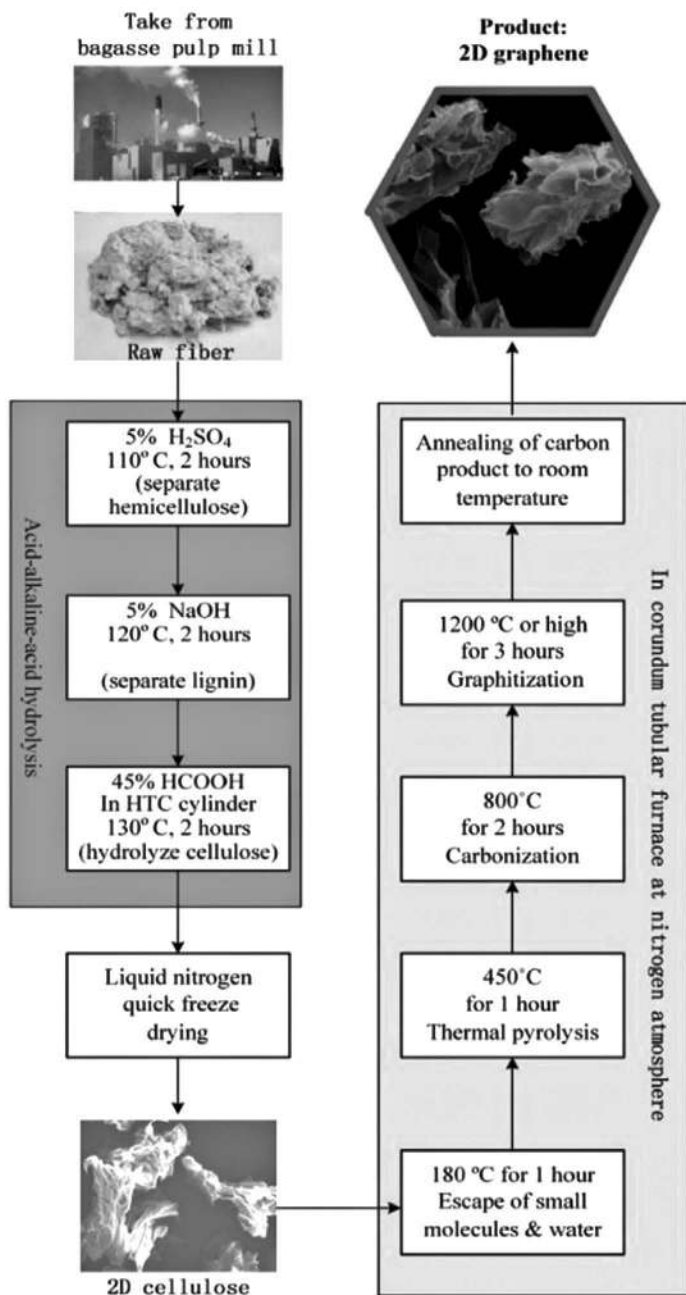 Take from
bagasse pulp mill
Raw fiber
Acid-alkaline-acid hydrolysis
5% H₂SO₄
110°C, 2 hours
(separate
hemicellulose)
5% NaOH
120°C, 2 hours
(separate lignin)
45% HCOOH
In HTC cylinder
130°C, 2 hours
(hydrolyze cellulose)
Liquid nitrogen
quick freeze
drying
2D cellulose
180 ºC for 1 hour
Escape of small
molecules & water
450°C
for 1 hour
Thermal pyrolysis
800°C
for 2 hours
Carbonization
1200 ºC or high
for 3 hours
Graphitization
Annealing of carbon
product to room
temperature
In corundum tubular furnace at nitrogen atmosphere
Product:
2D graphene